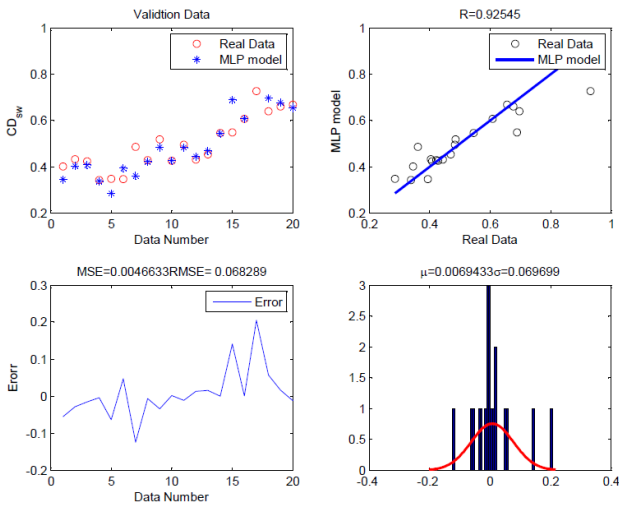 Validtion Data
1
0.8
0.6
0.4
0.2
CD_sw
Real Data
MLP model
0 5 10 15 20
Data Number
R=0.92545
1
0.8
0.6
0.4
0.2
MLP model
Real Data
MLP model
0.2 0.4 0.6 0.8 1
Real Data
MSE=0.0046633RMSE= 0.068289
0.3
0.2
0.1
0
-0.1
-0.2
Erorr
Error
0 5 10 15 20
Data Number
μ=0.0069433σ=0.069699
3
2.5
2
1.5
1
0.5
0
-0.4 -0.2 0 0.2 0.4